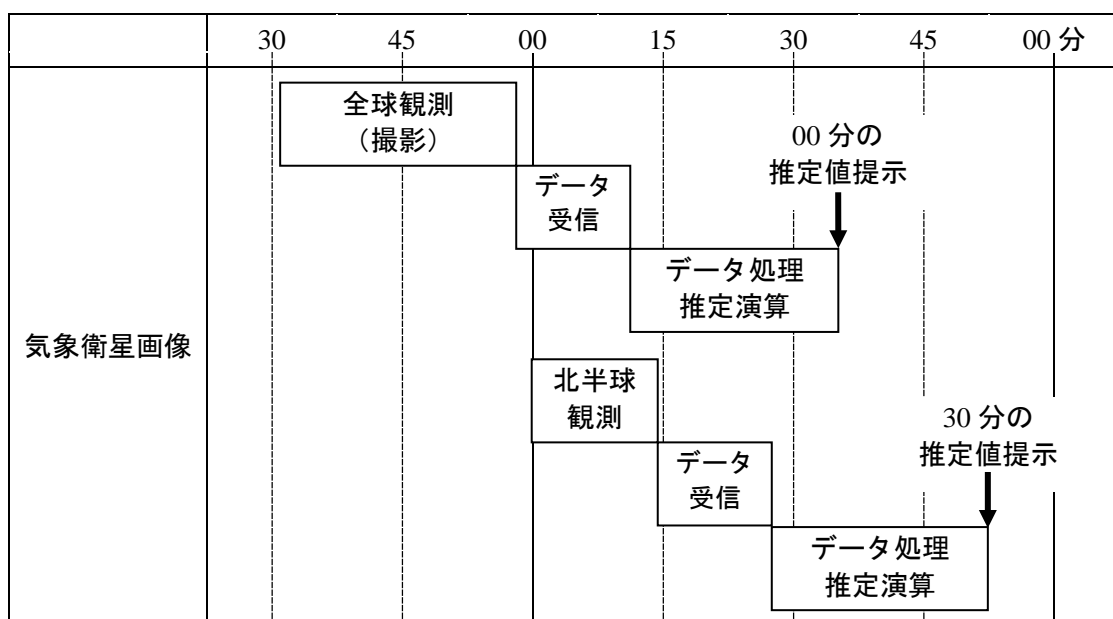 30 45 00 15 30 45 00 分
全球観測
（撮影）
00 分の
推定値提示
データ
受信
データ処理
推定演算
気象衛星画像
北半球
観測
30 分の
推定値提示
データ
受信
データ処理
推定演算